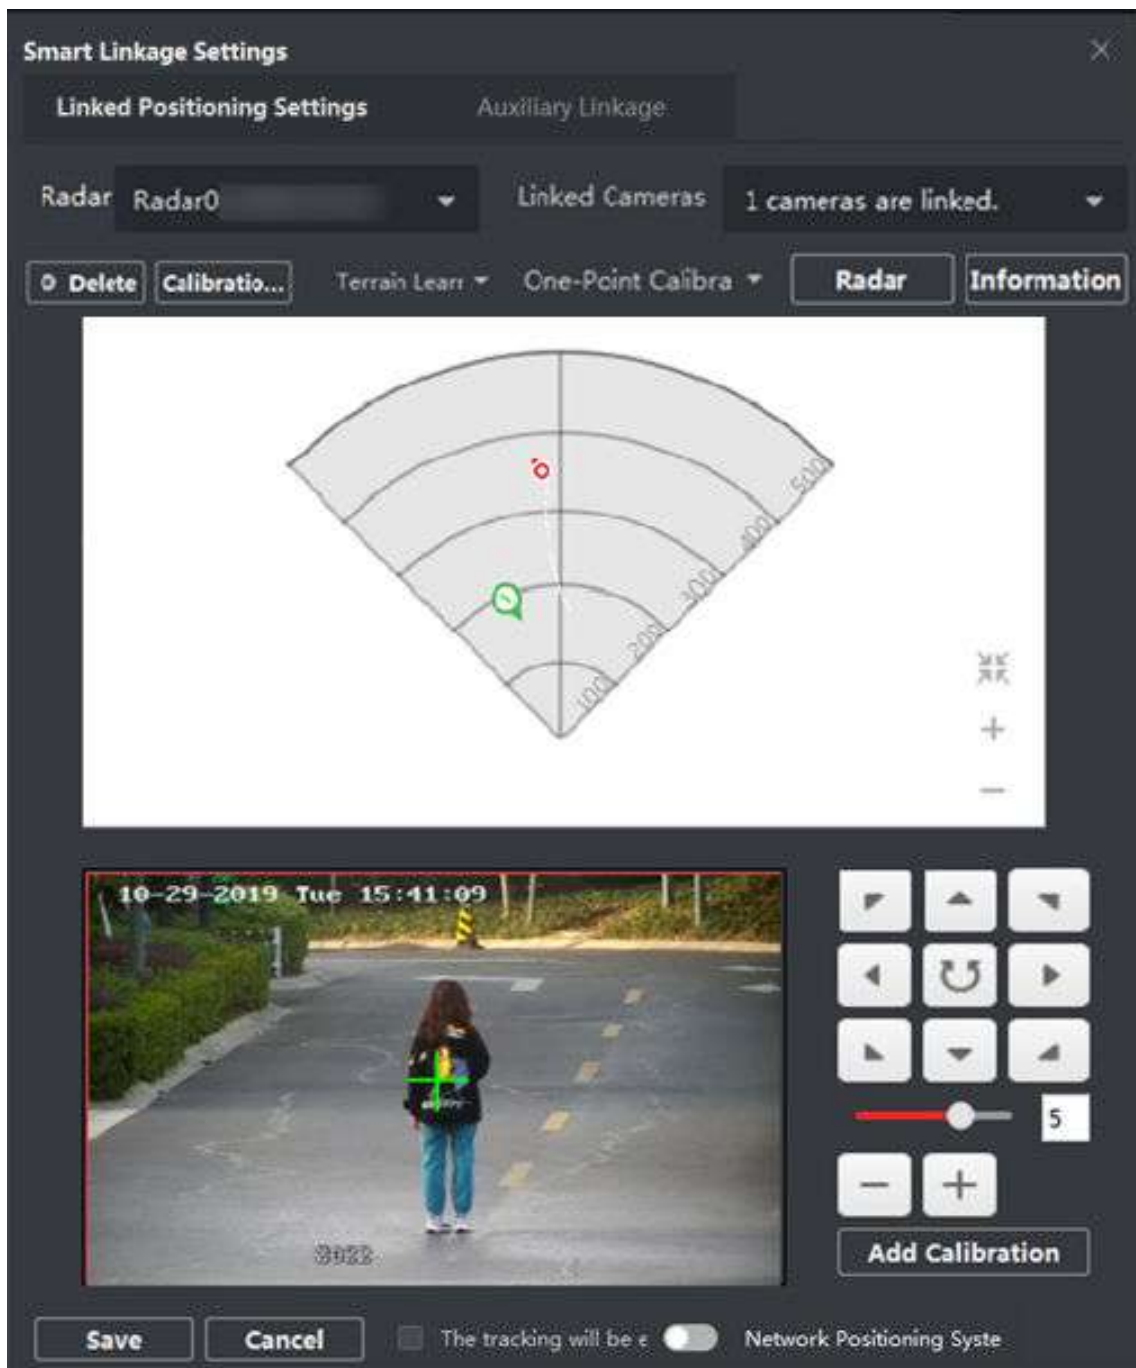 Smart Linkage Settings
Linked Positioning Settings
Auxiliary Linkage
Radar
Radar0
Linked Cameras
1 cameras are linked.
Delete
Calibratio...
Terrain Learr
One-Point Calibra
Radar
Information
500
400
300
200
100
1
10-29-2019 Tue 15:41:09
5
Add Calibration
Save
Cancel
The tracking will be e
Network Positioning Syste